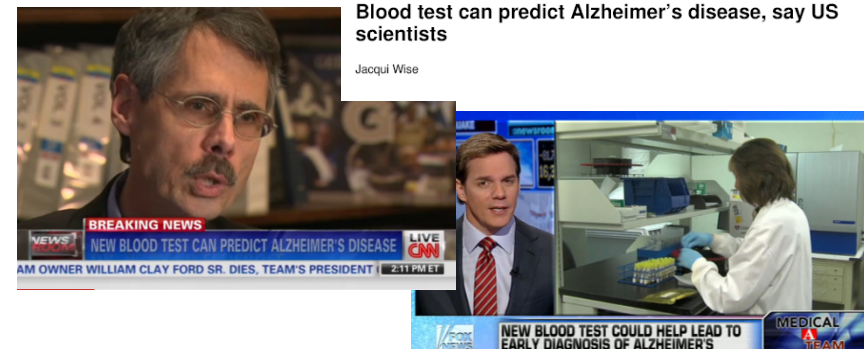 Blood test can predict Alzheimer's disease, say US
scientists
Jacqui Wise
BREAKING NEWS
NEWSROOM
NEW BLOOD TEST CAN PREDICT ALZHEIMER'S DISEASE
LIVE
CNN
AM OWNER WILLIAM CLAY FORD SR. DIES, TEAM'S PRESIDENT
2:11 PM ET
newsroom
FOX
NEWS
NEW BLOOD TEST COULD HELP LEAD TO
EARLY DIAGNOSIS OF ALZHEIMER'S
MEDICAL
A
TEAM